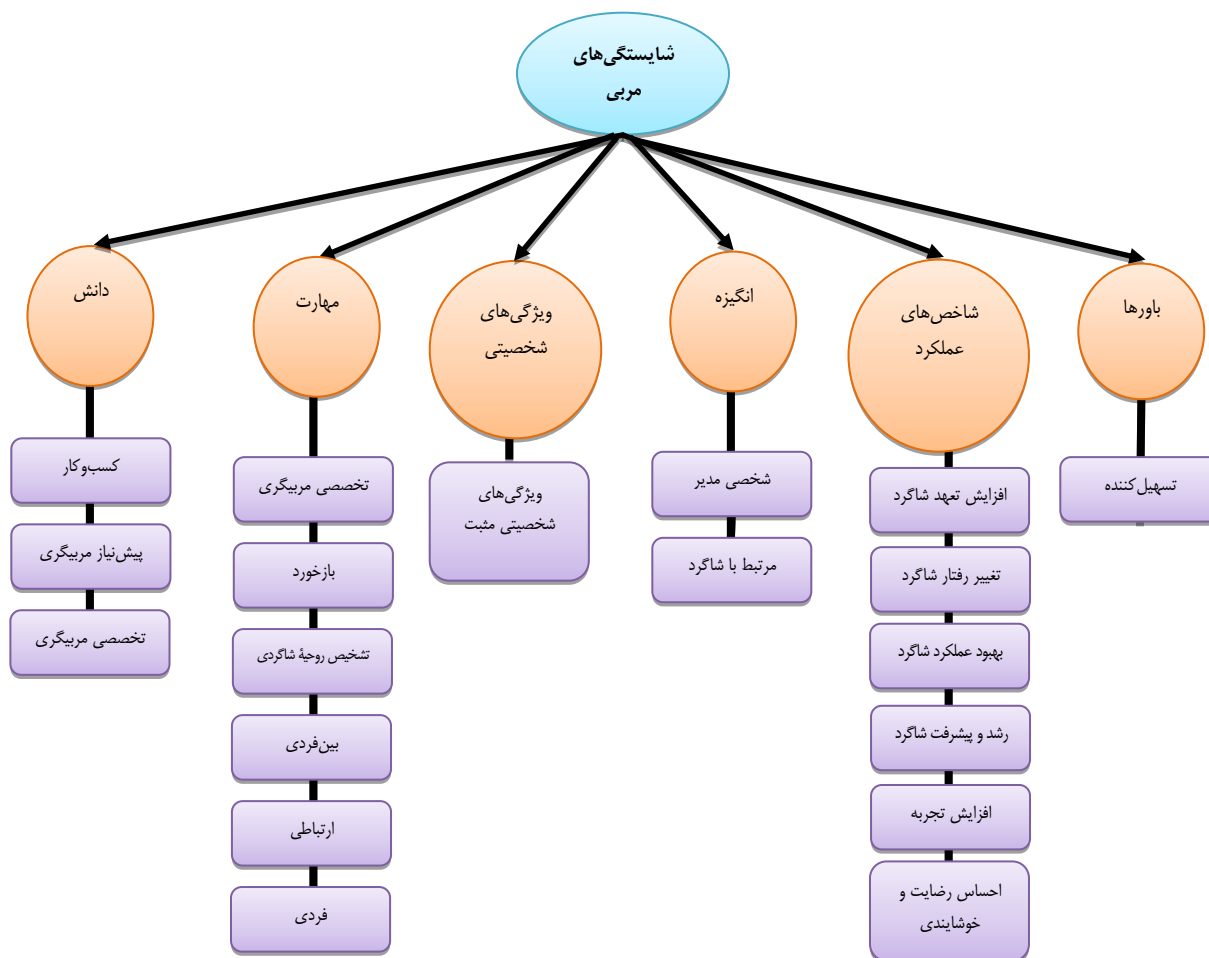 شایستگی‌های
مربی
باورها
شاخص‌های
عملکرد
انگیزه
ویژگی‌های
شخصیتی
مهارت
دانش
تسهیل‌کننده
افزایش تعهد شاگرد
تغییر رفتار شاگرد
بهبود عملکرد شاگرد
رشد و پیشرفت شاگرد
افزایش تجربه
احساس رضایت و
خوشایندی
شخصی مدیر
مرتبط با شاگرد
ویژگی‌های
شخصیتی مثبت
تخصصی مربیگری
بازخورد
تشخیص روحیهٔ شاگردی
بین‌فردی
ارتباطی
فردی
کسب‌وکار
پیش‌نیاز مربیگری
تخصصی مربیگری